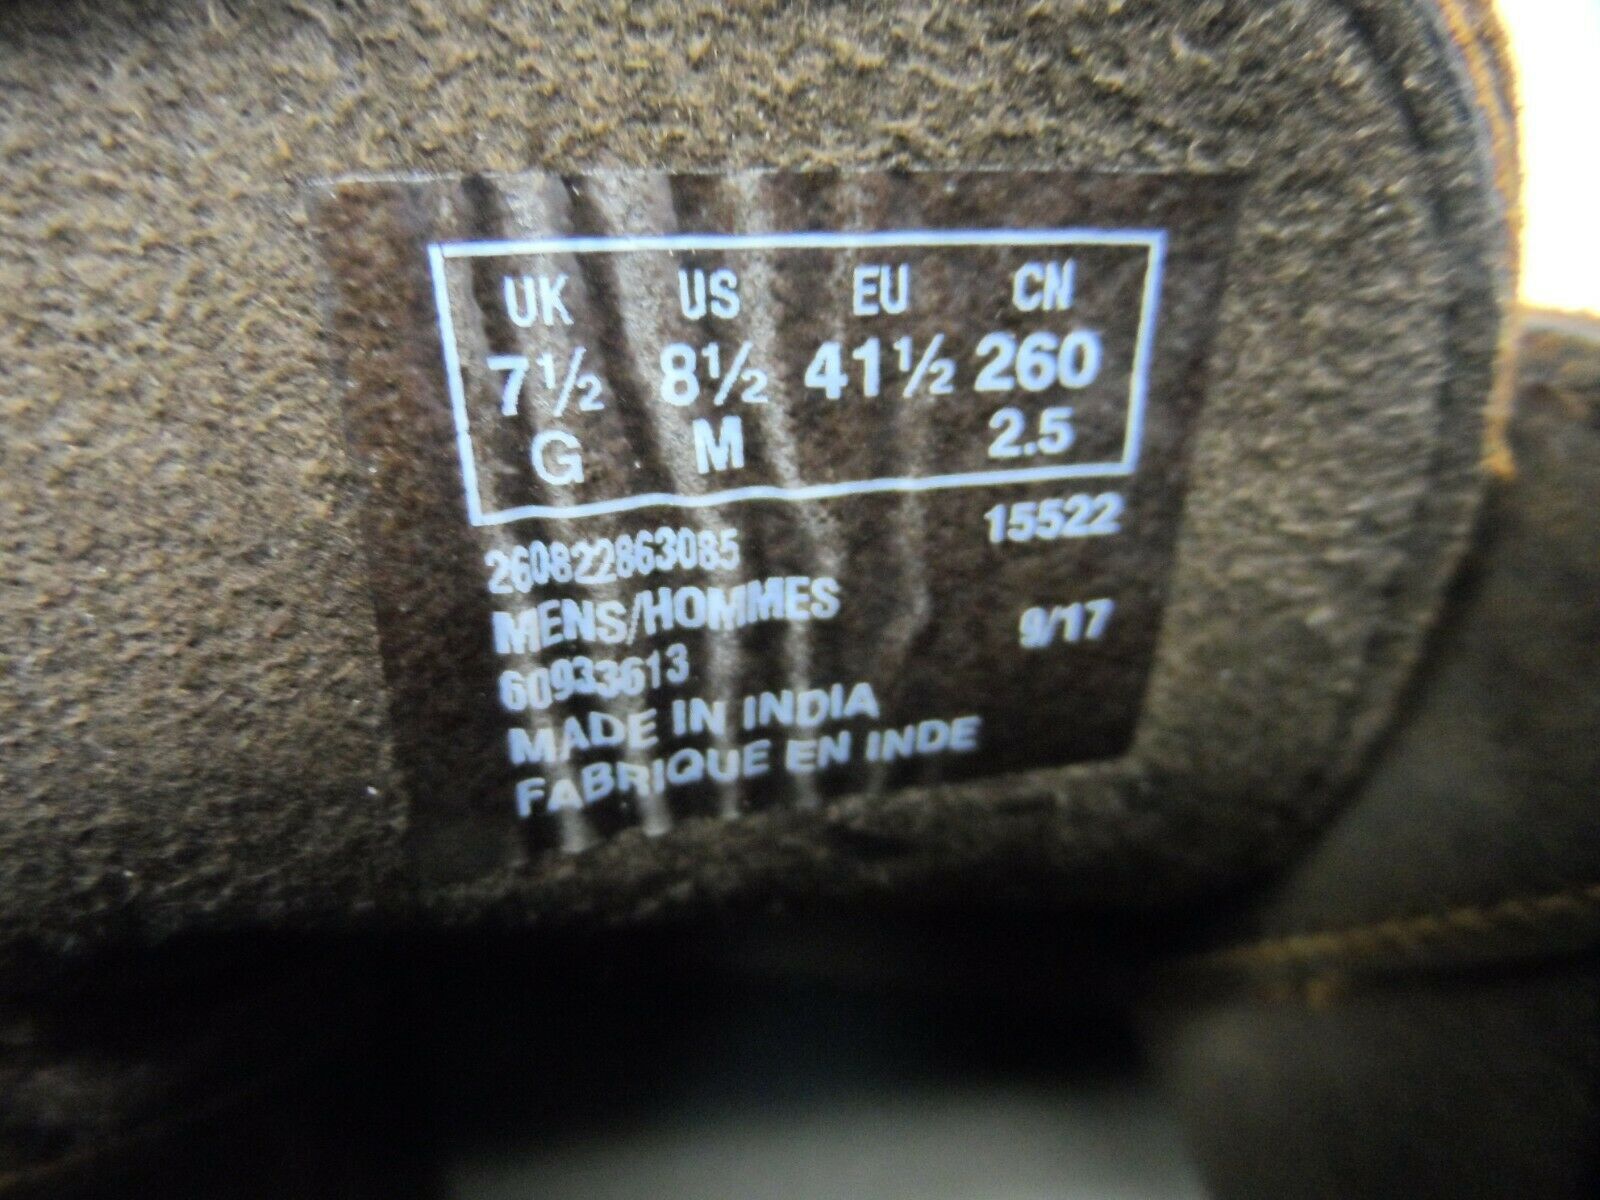 UK US EU CN
7½ 8½ 41½ 260
G M 2.5
260822863085 15522
MENS/HOMMES 9/17
60933613
MADE IN INDIA
FABRIQUE EN INDE